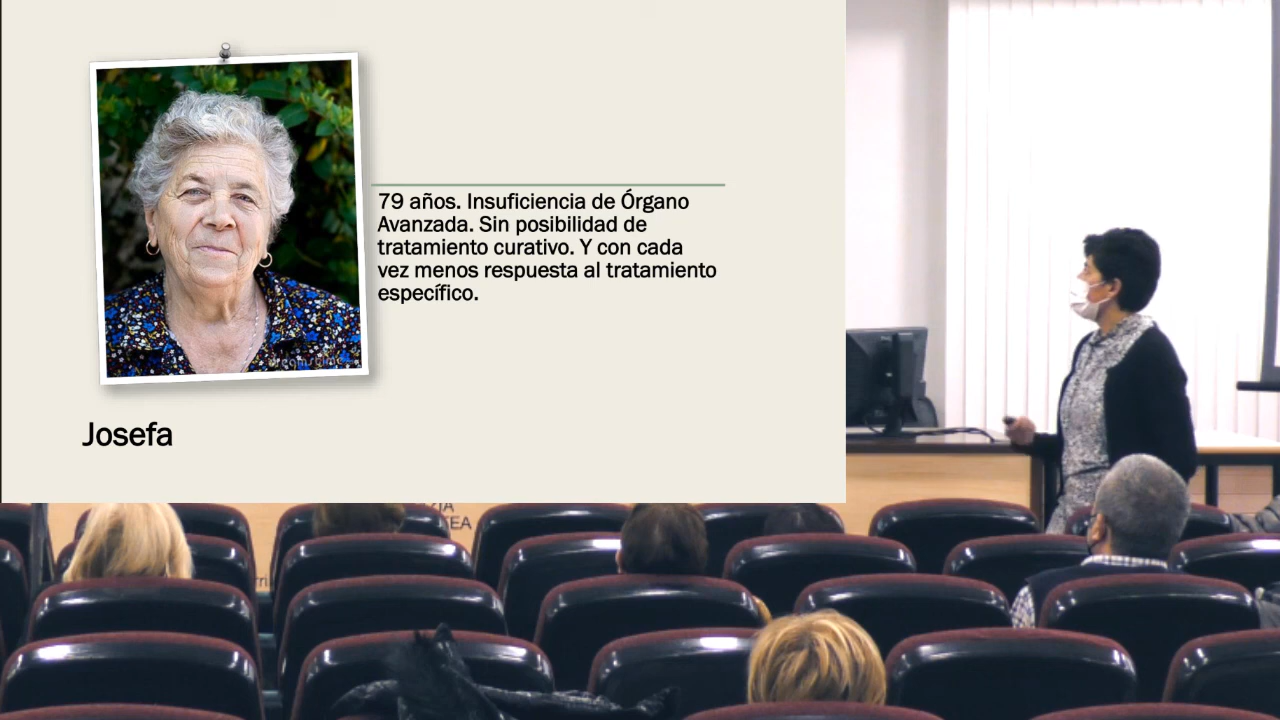 79 años. Insuficiencia de Órgano
Avanzada. Sin posibilidad de
tratamiento curativo. Y con cada
vez menos respuesta al tratamiento
específico.
Josefa